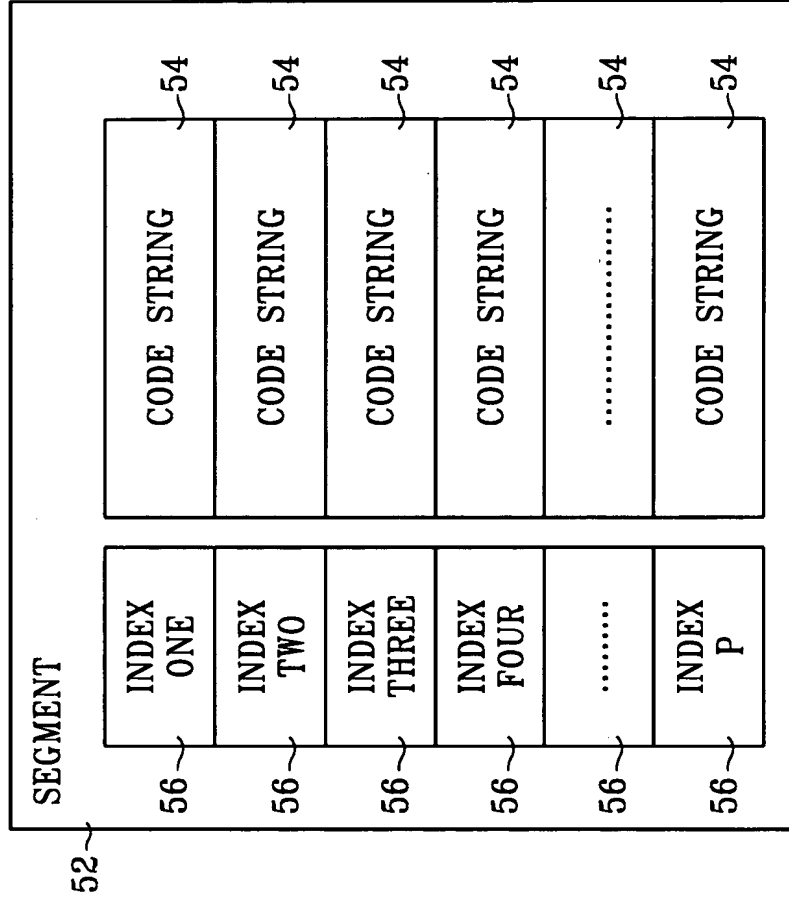 52
SEGMENT
56 INDEX ONE CODE STRING 54
56 INDEX TWO CODE STRING 54
56 INDEX THREE CODE STRING 54
56 INDEX FOUR CODE STRING 54
56 ......... .................... 54
56 INDEX P CODE STRING 54